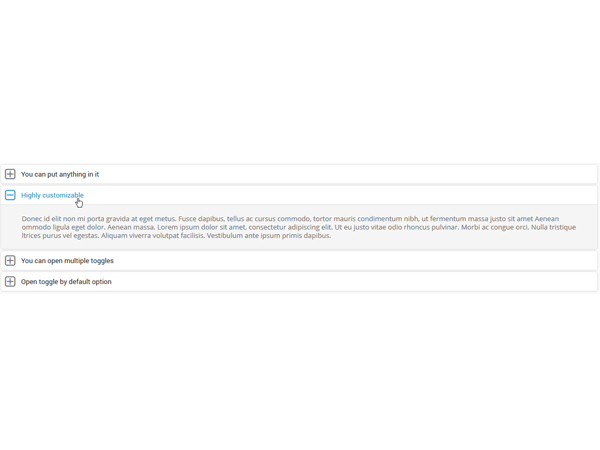 You can put anything in it
Highly customizable
Donec id elit non mi porta gravida at eget metus. Fusce dapibus, tellus ac cursus commodo, tortor mauris condimentum nibh, ut fermentum massa justo sit amet Aenean
ommodo ligula eget dolor. Aenean massa. Lorem ipsum dolor sit amet, consectetur adipiscing elit. Ut eu justo vitae odio rhoncus pulvinar. Morbi ac congue orci. Nulla tristique
ltrices purus vel egestas. Aliquam viverra volutpat facilisis. Vestibulum ante ipsum primis dapibus.
You can open multiple toggles
Open toggle by default option